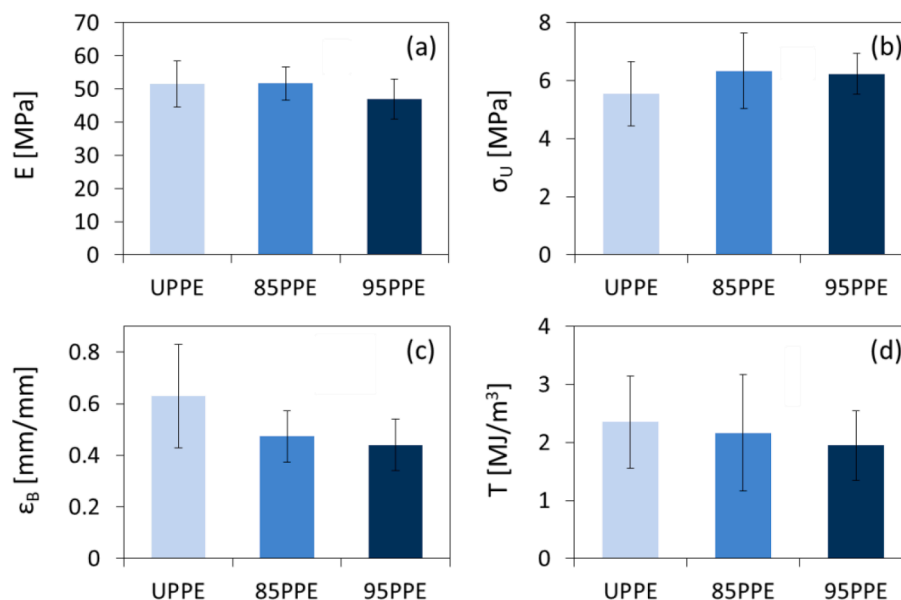 (a)
E [MPa]
70
60
50
40
30
20
10
0
UPPE 85PPE 95PPE
(b)
σU [MPa]
8
6
4
2
0
UPPE 85PPE 95PPE
(c)
εB [mm/mm]
0.8
0.6
0.4
0.2
0
UPPE 85PPE 95PPE
(d)
T [MJ/m³]
4
3
2
1
0
UPPE 85PPE 95PPE